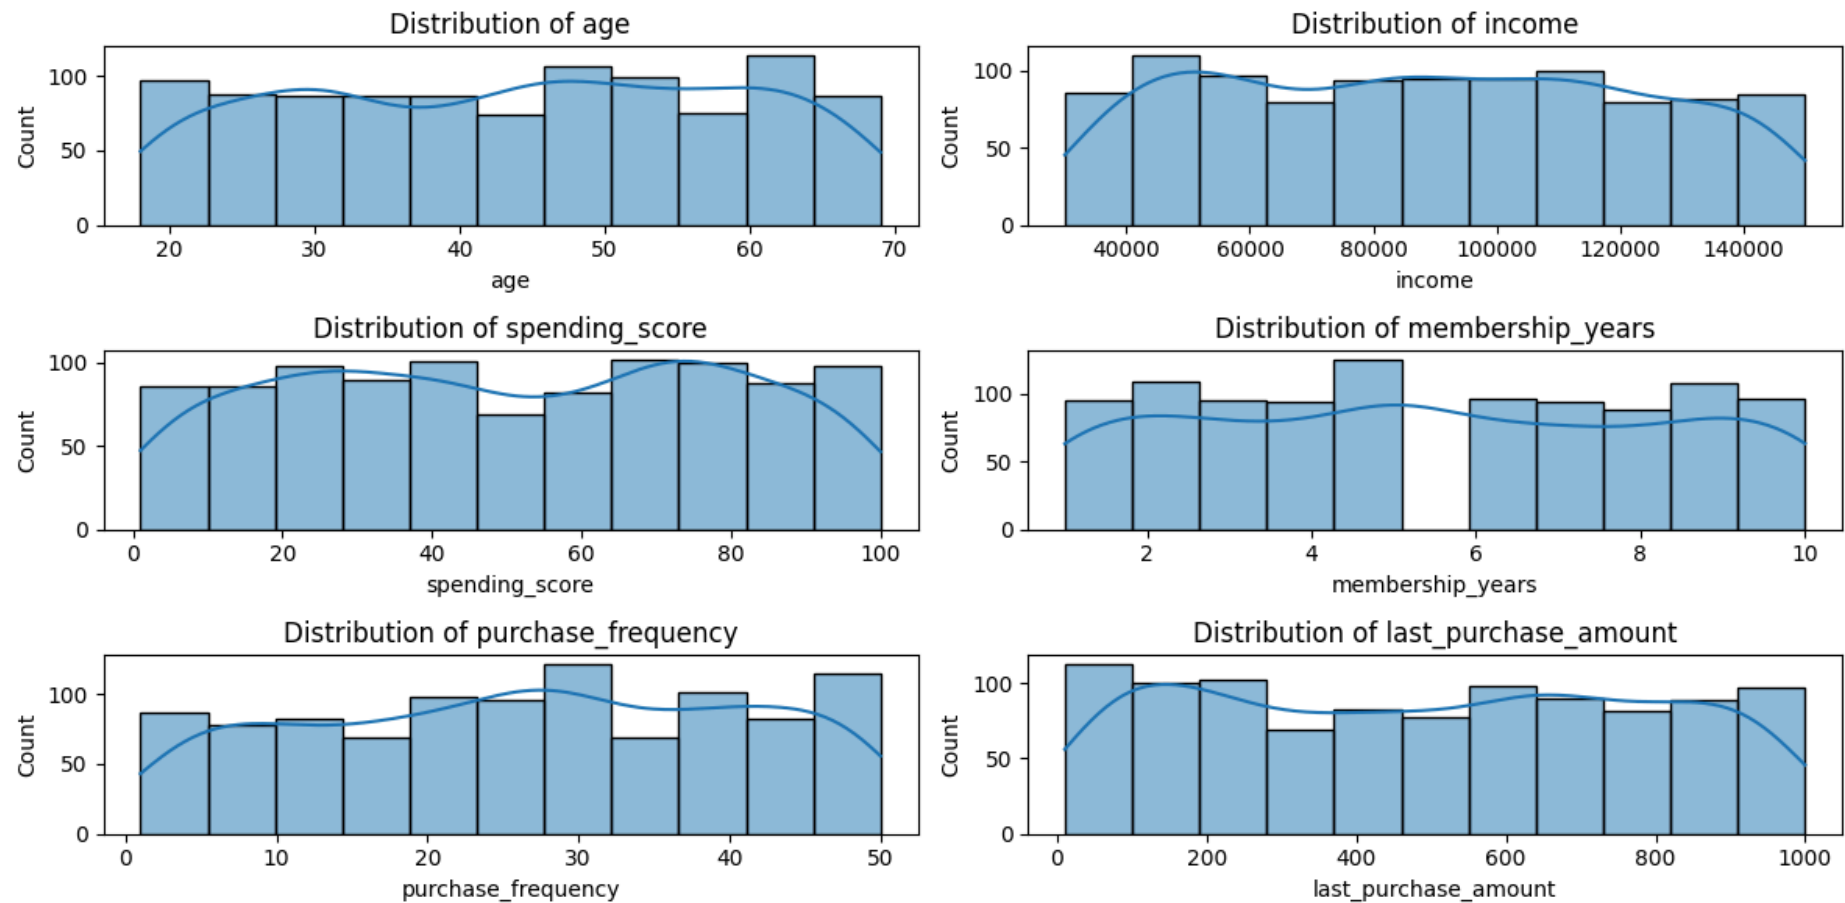 Distribution of age
Count
100
50
0
20 30 40 50 60 70
age
Distribution of income
Count
100
50
0
40000 60000 80000 100000 120000 140000
income
Distribution of spending_score
Count
100
50
0
0 20 40 60 80 100
spending_score
Distribution of membership_years
Count
100
50
0
2 4 6 8 10
membership_years
Distribution of purchase_frequency
Count
100
50
0
0 10 20 30 40 50
purchase_frequency
Distribution of last_purchase_amount
Count
100
50
0
0 200 400 600 800 1000
last_purchase_amount